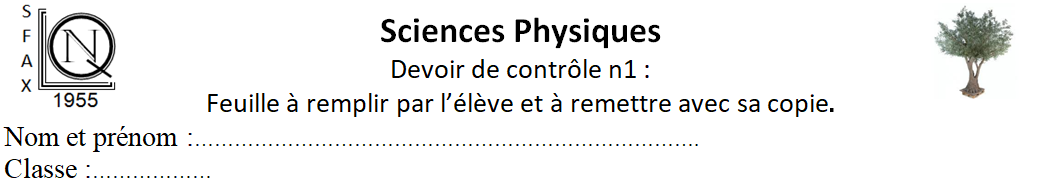 S
F
A
X
N
1955
Sciences Physiques
Devoir de contrôle n1 :
Feuille à remplir par l’élève et à remettre avec sa copie.
Nom et prénom :............................................................................
Classe :..................